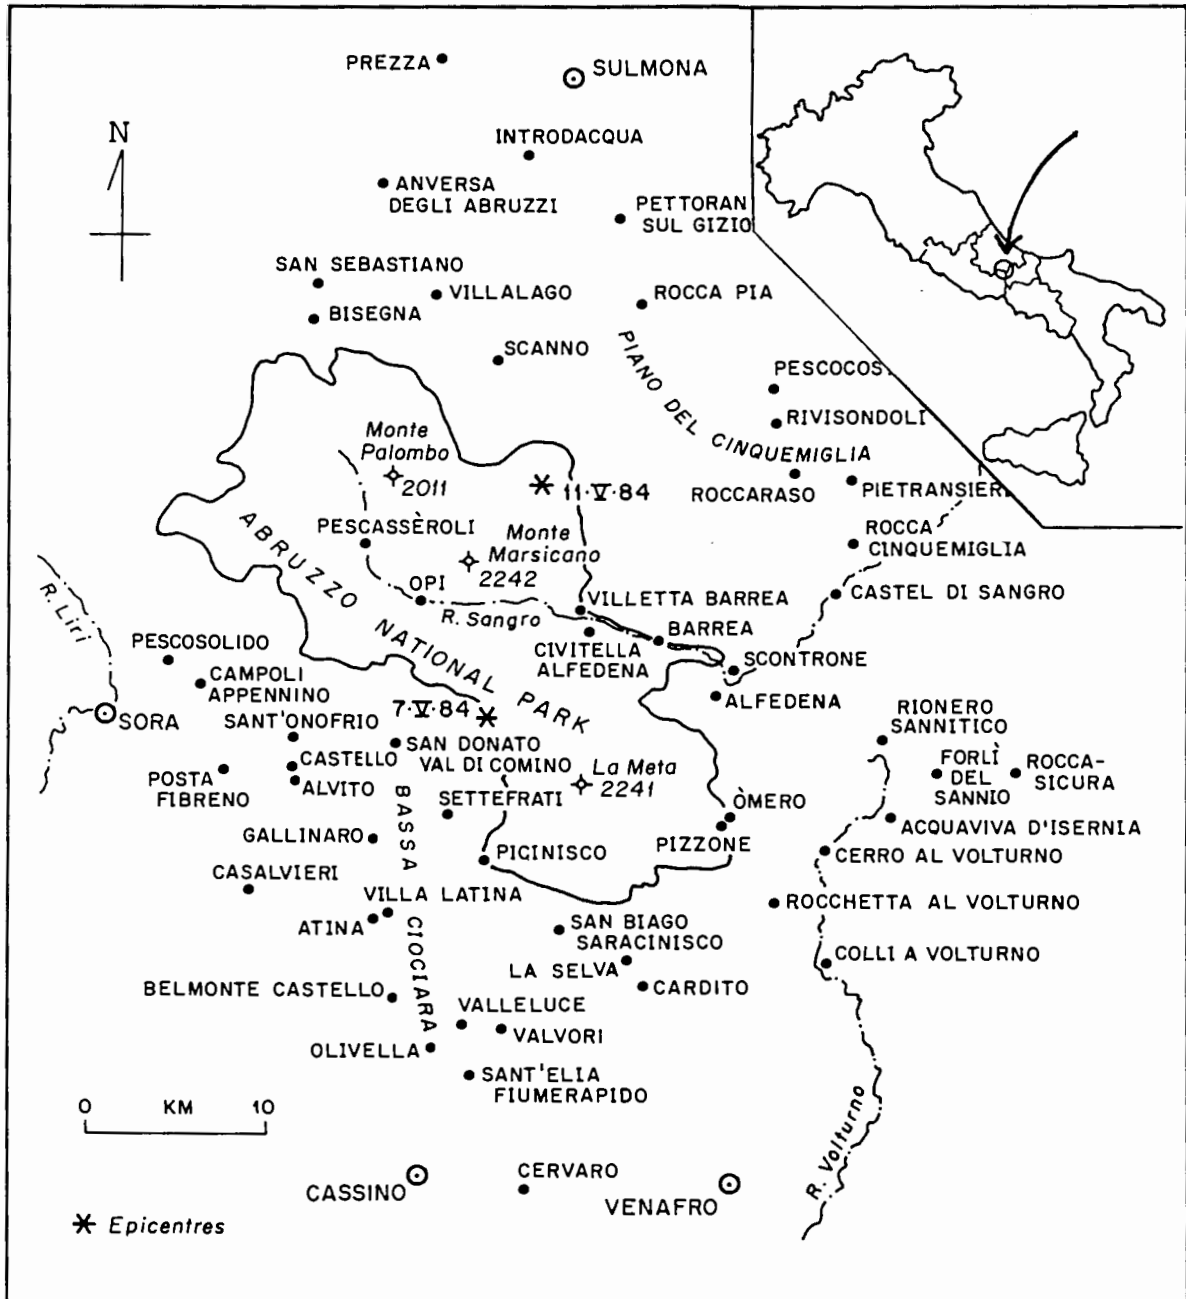 PREZZA
SULMONA
N
INTRODACQUA
ANVERSA
DEGLI ABRUZZI
PETTORAN
SUL GIZIO
SAN SEBASTIANO
VILLALAGO
ROCCA PIA
BISEGNA
SCANNO
PIANO DEL CINQUEMIGLIA
PESCOCOS
RIVISONDOLI
Monte
Palombo
2011
11·V·84
ROCCARASO
PIETRANSIER
PESCASSÈROLI
Monte
Marsicano
2242
ROCCA
CINQUEMIGLIA
ABRUZZO NATIONAL PARK
OPI
R. Sangro
VILLETTA BARREA
CASTEL DI SANGRO
R. Liri
CIVITELLA
ALFEDENA
BARREA
PESCOSOLIDO
SCONTRONE
CAMPOLI
APPENNINO
ALFEDENA
SORA
SANT'ONOFRIO
7·V·84
RIONERO
SANNITICO
CASTELLO
SAN DONATO
VAL DI COMINO
La Meta
2241
FORLÌ
DEL
SANNIO
ROCCA-
SICURA
POSTA
FIBRENO
ALVITO
BASSA CIOCIARA
SETTEFRATI
ÒMERO
ACQUAVIVA D'ISERNIA
GALLINARO
PIZZONE
PICINISCO
CERRO AL VOLTURNO
CASALVIERI
VILLA LATINA
ROCCHETTA AL VOLTURNO
ATINA
SAN BIAGO
SARACINISCO
COLLI A VOLTURNO
LA SELVA
CARDITO
BELMONTE CASTELLO
VALLELUCE
VALVORI
OLIVELLA
SANT'ELIA
FIUMERAPIDO
0 KM 10
R. Volturno
CASSINO
CERVARO
VENAFRO
Epicentres